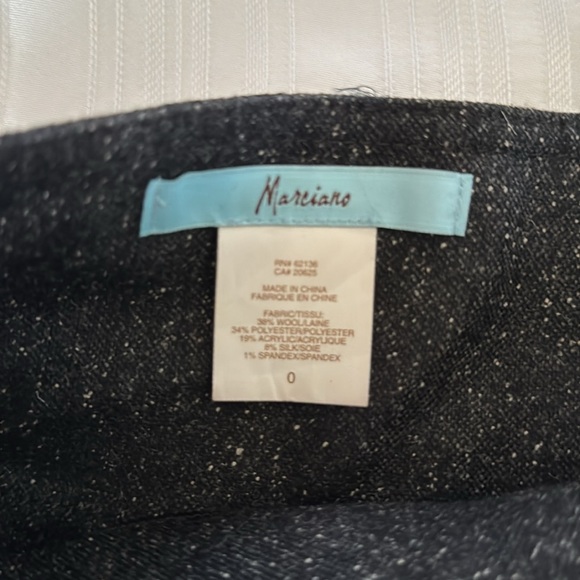 Marciano
RN# 62136
CA# 20625
MADE IN CHINA
FABRIQUE EN CHINE
FABRIC/TISSU:
38% WOOL/LAINE
34% POLYESTER/POLYESTER
19% ACRYLIC/ACRYLIQUE
8% SILK/SOIE
1% SPANDEX/SPANDEX
0